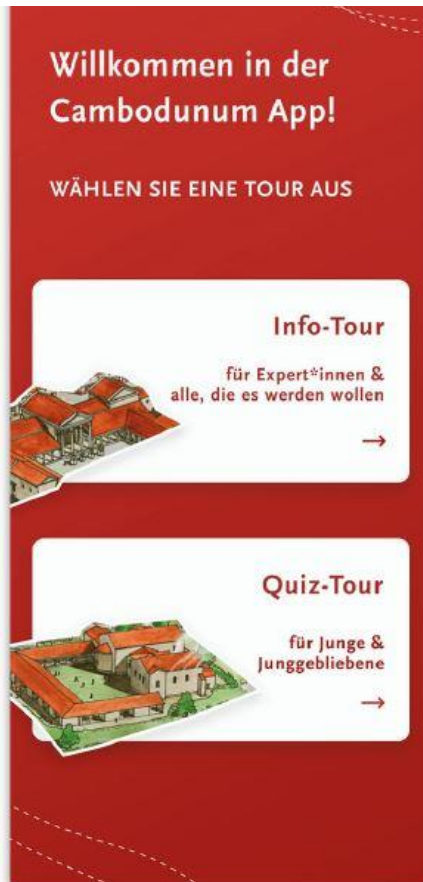 Willkommen in der
Cambodunum App!
WÄHLEN SIE EINE TOUR AUS
Info-Tour
für Expert*innen &
alle, die es werden wollen
→
Quiz-Tour
für Junge &
Junggebliebene
→